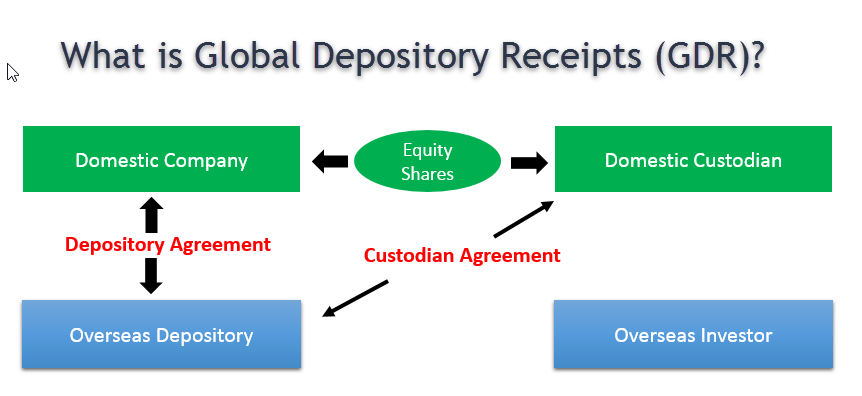 What is Global Depository Receipts (GDR)?
Domestic Company
Equity
Shares
Domestic Custodian
Depository Agreement
Custodian Agreement
Overseas Depository
Overseas Investor